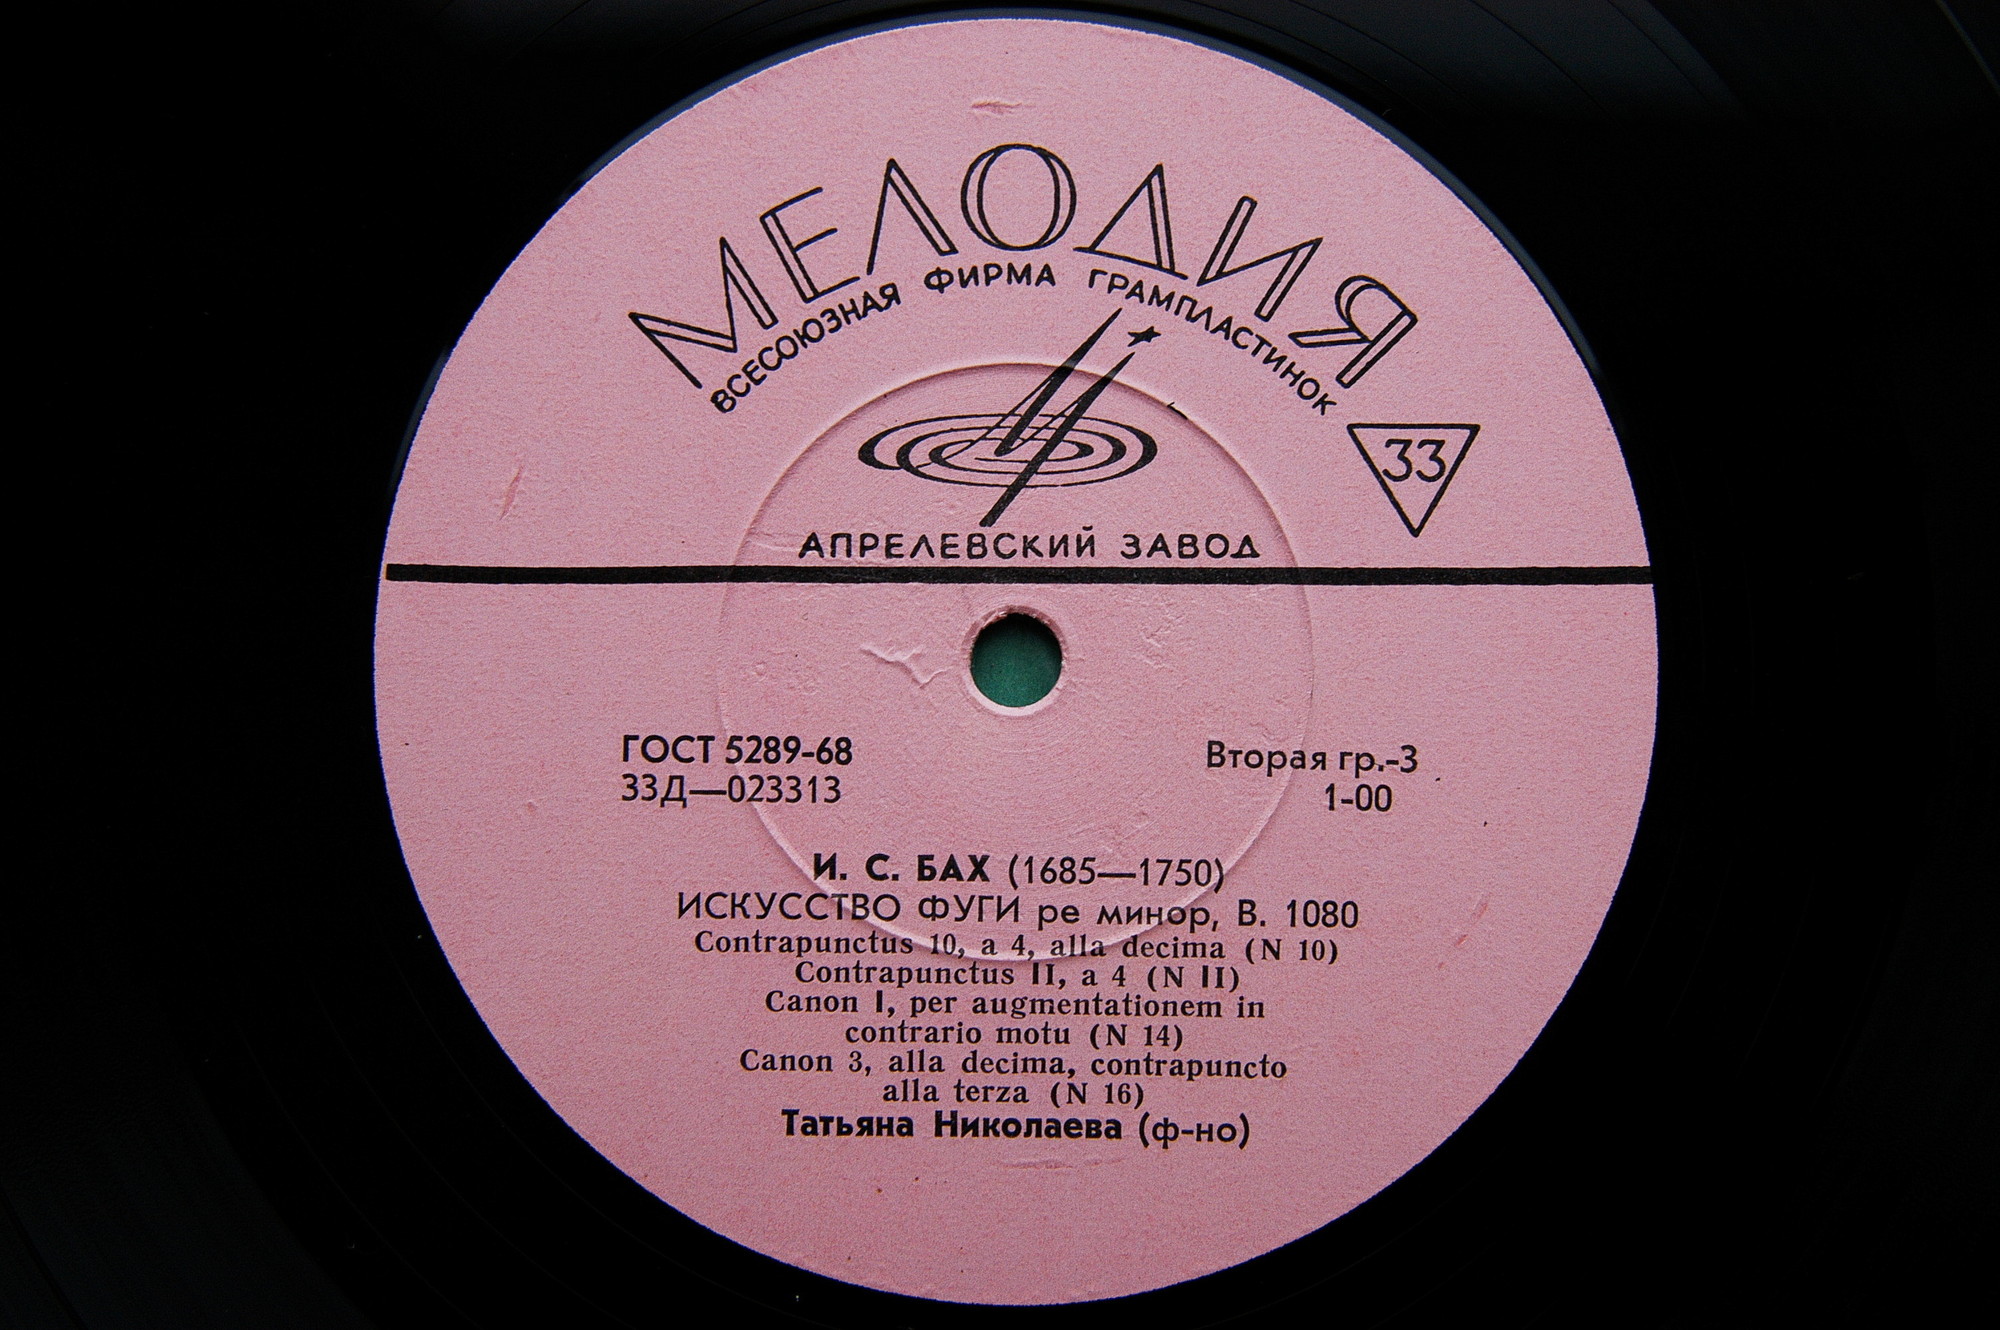 МЕЛОДИЯ
ВСЕСОЮЗНАЯ ФИРМА ГРАМПЛАСТИНОК
33
АПРЕЛЕВСКИЙ ЗАВОД
ГОСТ 5289-68
33Д—023313
Вторая гр.-3
1-00
И. С. БАХ (1685—1750)
ИСКУССТВО ФУГИ ре минор, В. 1080
Contrapunctus 10, a 4, alla decima (N 10)
Contrapunctus II, a 4 (N II)
Canon I, per augmentationem in
contrario motu (N 14)
Canon 3, alla decima, contrapuncto
alla terza (N 16)
Татьяна Николаева (ф-но)